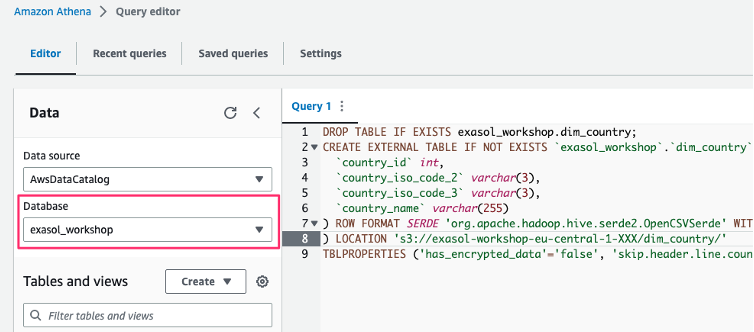 Amazon Athena > Query editor
Editor Recent queries Saved queries Settings
Data
Data source
AwsDataCatalog
Database
exasol_workshop
Tables and views Create
Filter tables and views
Query 1
1 DROP TABLE IF EXISTS exasol_workshop.dim_country;
2 CREATE EXTERNAL TABLE IF NOT EXISTS `exasol_workshop`.`dim_country`
3 `country_id` int,
4 `country_iso_code_2` varchar(3),
5 `country_iso_code_3` varchar(3),
6 `country_name` varchar(255)
7 ) ROW FORMAT SERDE 'org.apache.hadoop.hive.serde2.OpenCSVSerde' WIT
8 ) LOCATION 's3://exasol-workshop-eu-central-1-XXX/dim_country/'
9 TBLPROPERTIES ('has_encrypted_data'='false', 'skip.header.line.coun